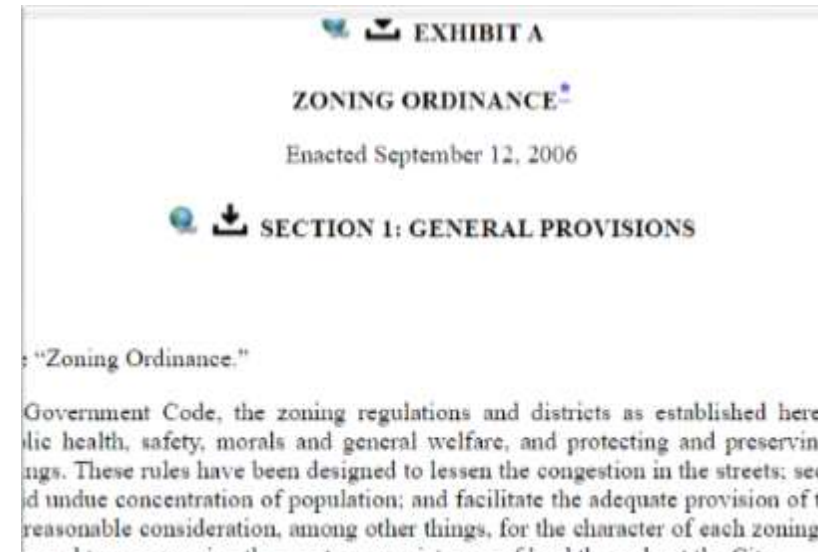 EXHIBIT A
ZONING ORDINANCE*
Enacted September 12, 2006
SECTION 1: GENERAL PROVISIONS
: “Zoning Ordinance.”
Government Code, the zoning regulations and districts as established here
lic health, safety, morals and general welfare, and protecting and preservin
ngs. These rules have been designed to lessen the congestion in the streets; sec
d undue concentration of population; and facilitate the adequate provision of t
reasonable consideration, among other things, for the character of each zoning